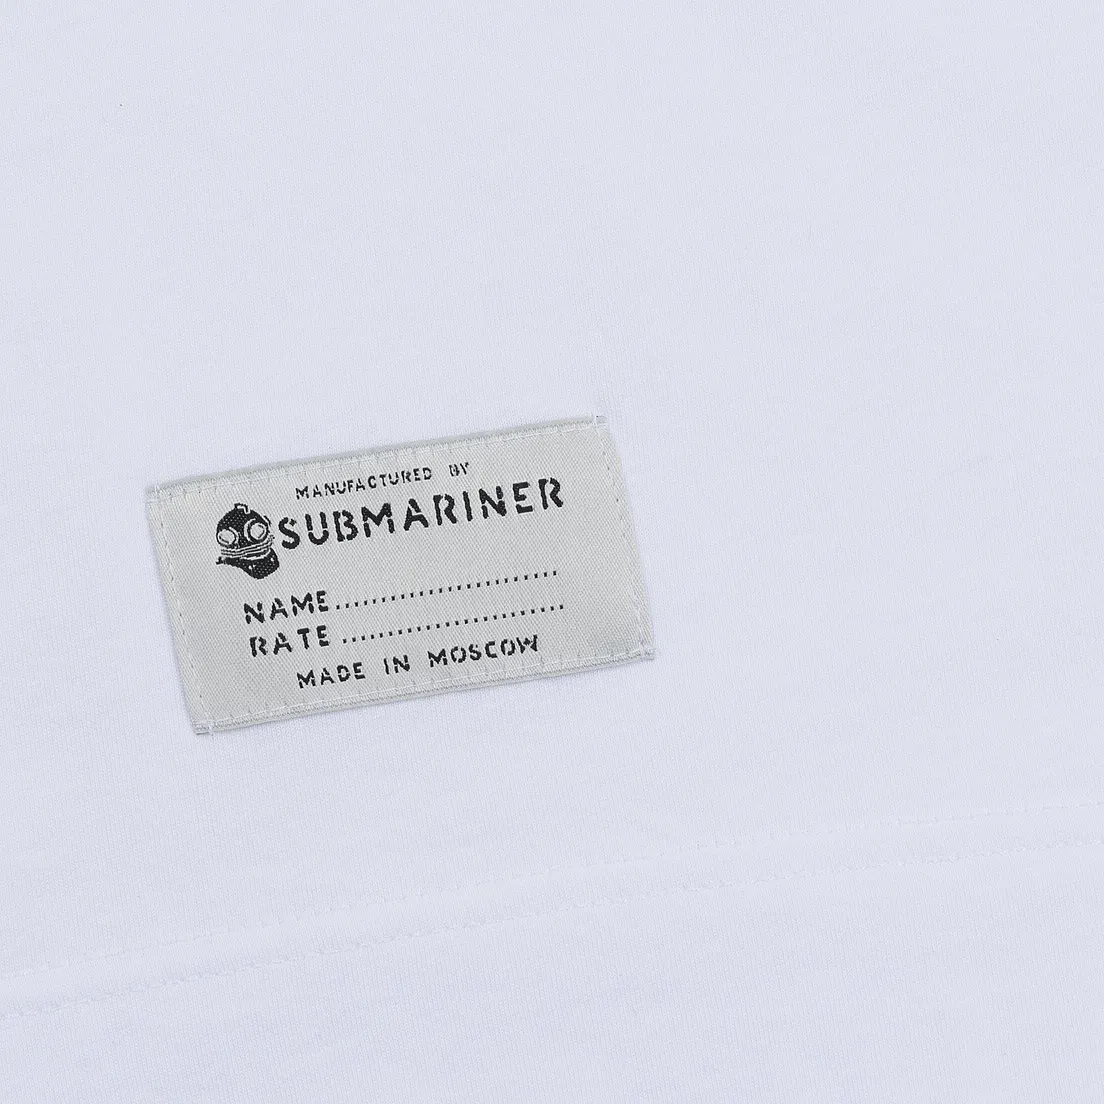 MANUFACTURED BY
SUBMARINER
NAME........................
RATE ........................
MADE IN MOSCOW